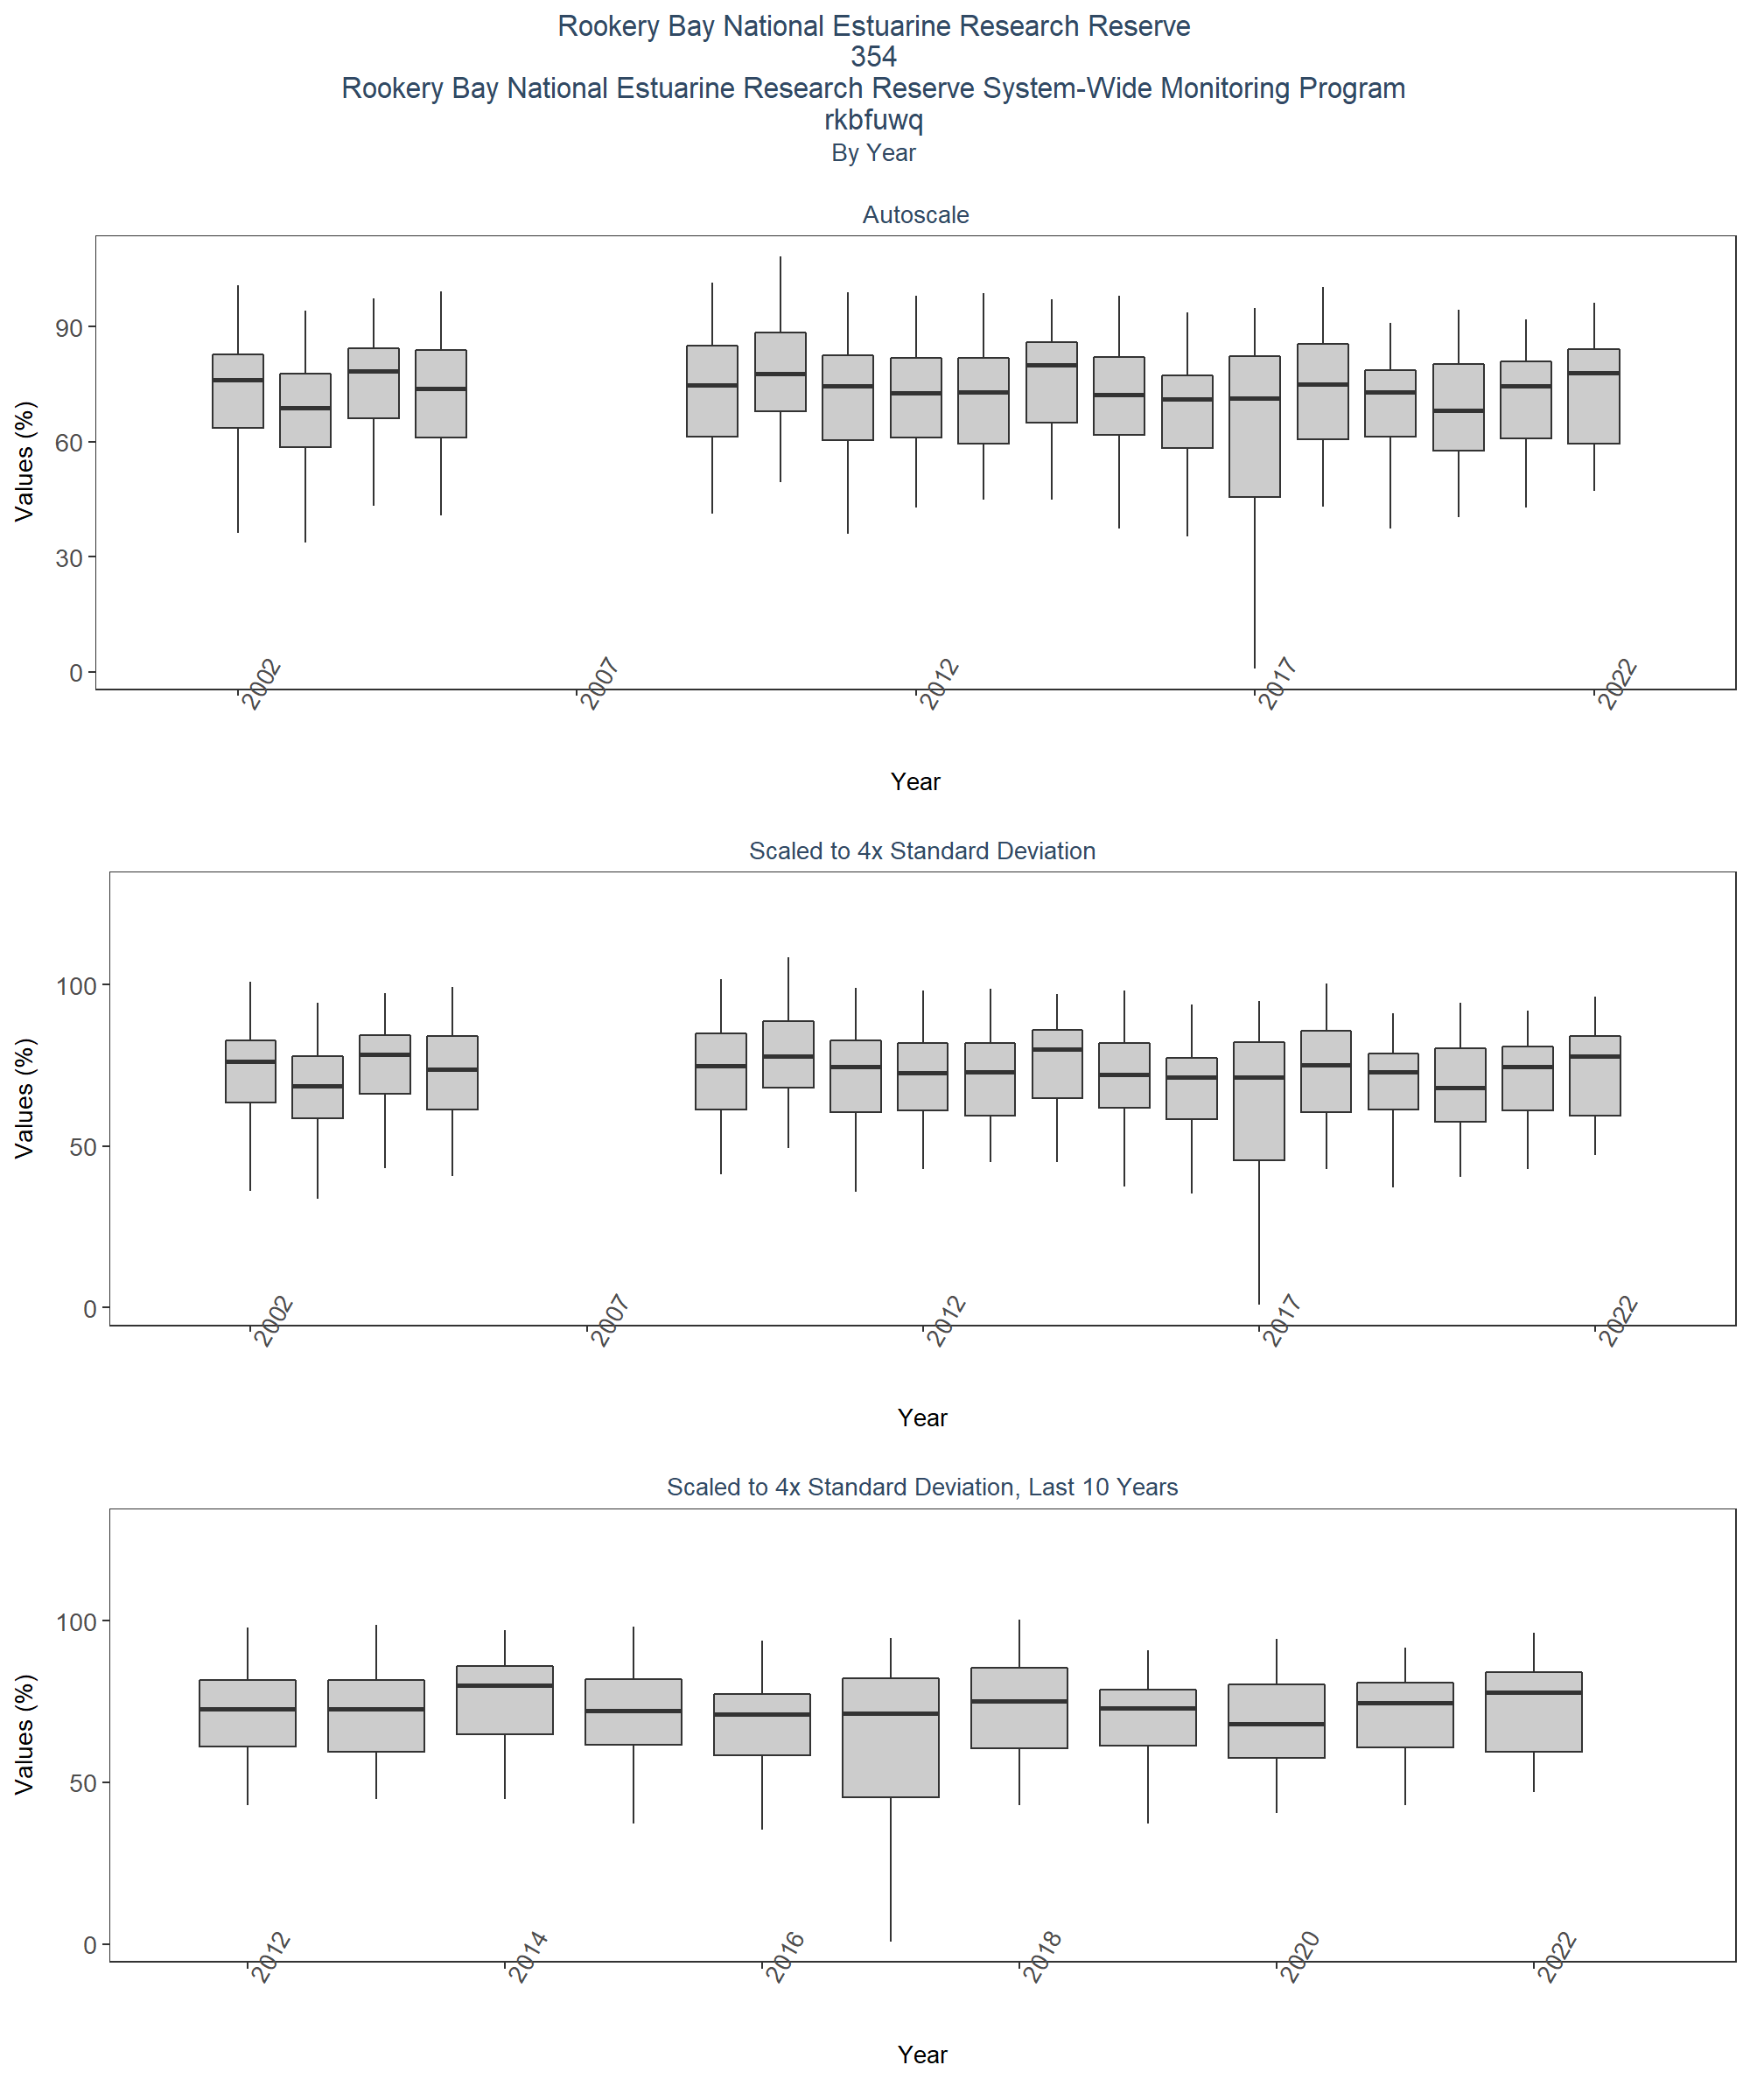 Rookery Bay National Estuarine Research Reserve
354
Rookery Bay National Estuarine Research Reserve System-Wide Monitoring Program
rkbfuwq
By Year
Autoscale
Values (%)
90
60
30
0
2002
2007
2012
2017
2022
Year
Scaled to 4x Standard Deviation
Values (%)
100
50
0
2002
2007
2012
2017
2022
Year
Scaled to 4x Standard Deviation, Last 10 Years
Values (%)
100
50
0
2012
2014
2016
2018
2020
2022
Year